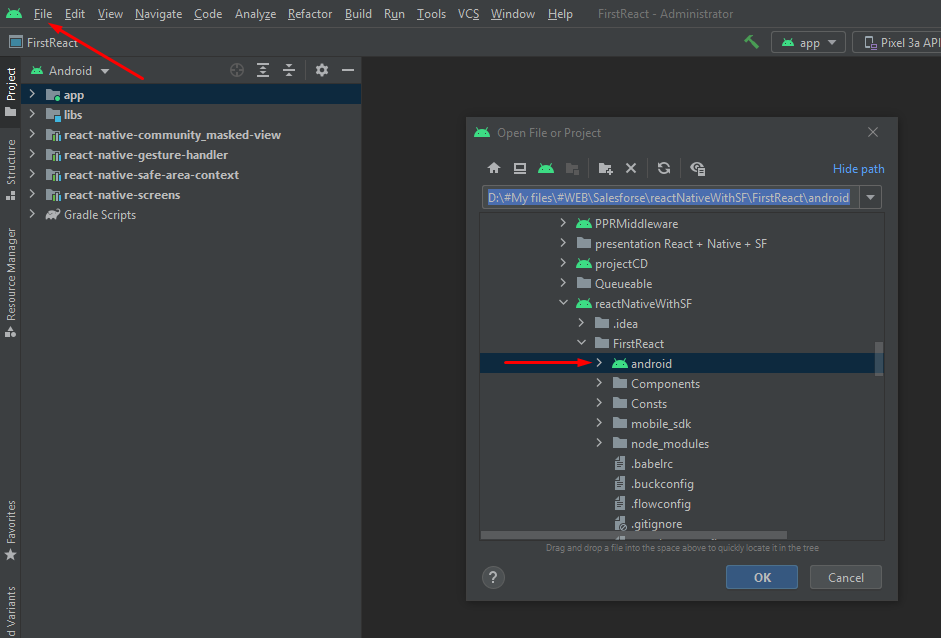 File Edit View Navigate Code Analyze Refactor Build Run Tools VCS Window Help FirstReact - Administrator
FirstReact
app
Pixel 3a API
Project
Structure
Resource Manager
Favorites
d Variants
Android
app
libs
react-native-community_masked-view
react-native-gesture-handler
react-native-safe-area-context
react-native-screens
Gradle Scripts
Open File or Project
Hide path
D:\#My files\#WEB\Salesforse\reactNativeWithSF\FirstReact\android
PPRMiddleware
presentation React + Native + SF
projectCD
Queueable
reactNativeWithSF
.idea
FirstReact
android
Components
Consts
mobile_sdk
node_modules
.babelrc
.buckconfig
.flowconfig
.gitignore
Drag and drop a file into the space above to quickly locate it in the tree
?
OK
Cancel